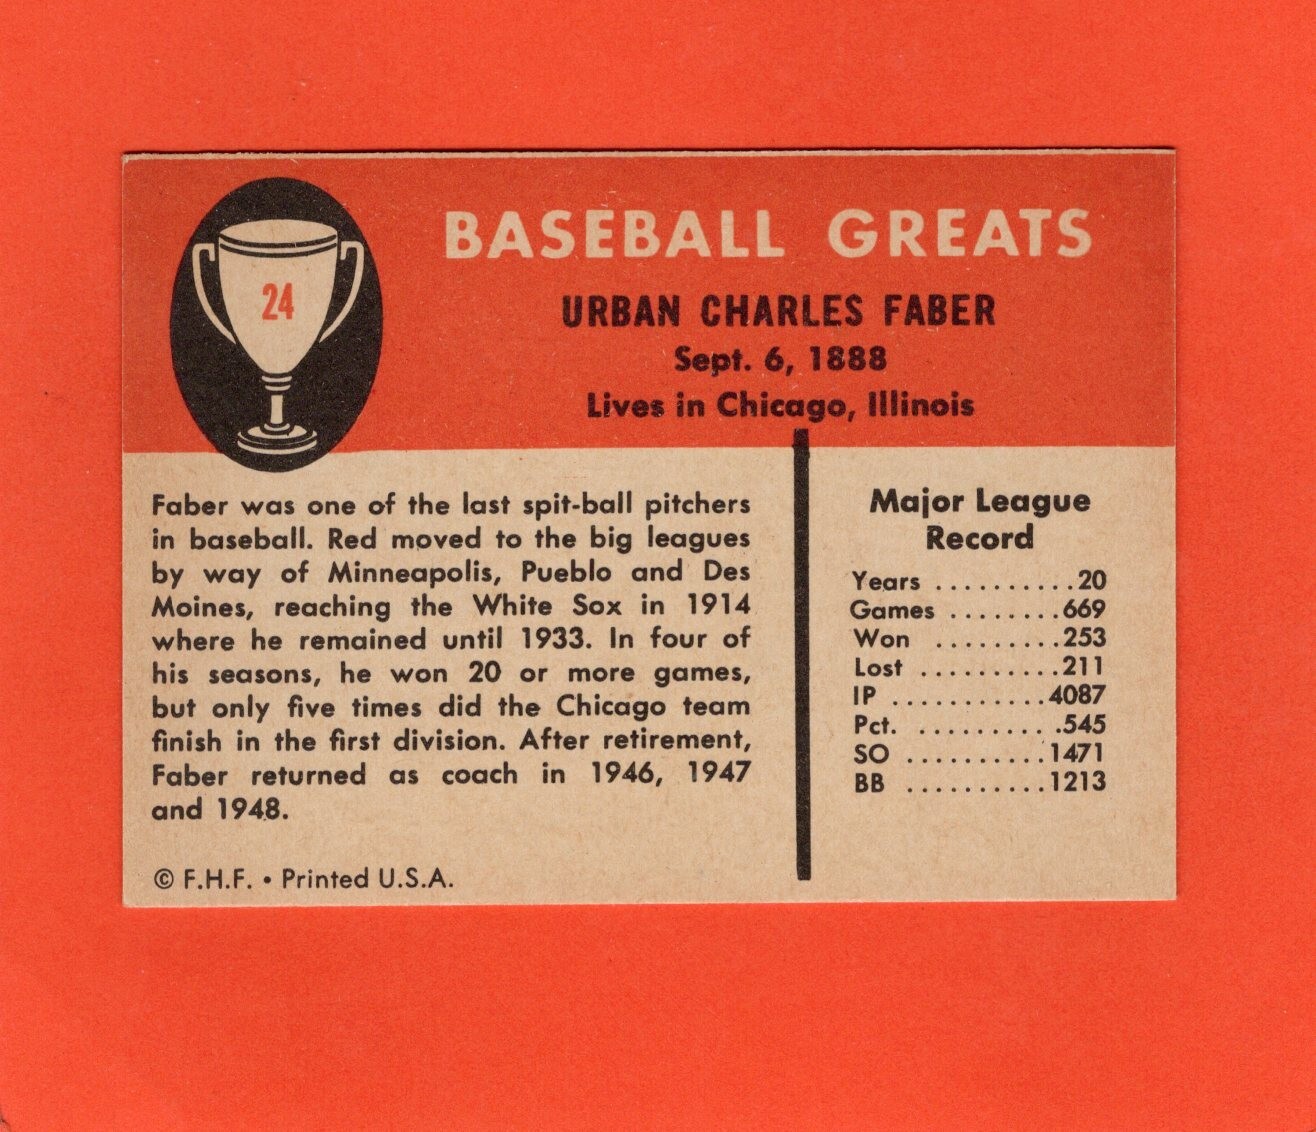 24
BASEBALL GREATS
URBAN CHARLES FABER
Sept. 6, 1888
Lives in Chicago, Illinois
Faber was one of the last spit-ball pitchers
in baseball. Red moved to the big leagues
by way of Minneapolis, Pueblo and Des
Moines, reaching the White Sox in 1914
where he remained until 1933. In four of
his seasons, he won 20 or more games,
but only five times did the Chicago team
finish in the first division. After retirement,
Faber returned as coach in 1946, 1947
and 1948.
© F.H.F. • Printed U.S.A.
Major League
Record
Years ..........20
Games ........669
Won .........253
Lost ..........211
IP ...........4087
Pct. ..........545
SO ..........1471
BB ..........1213